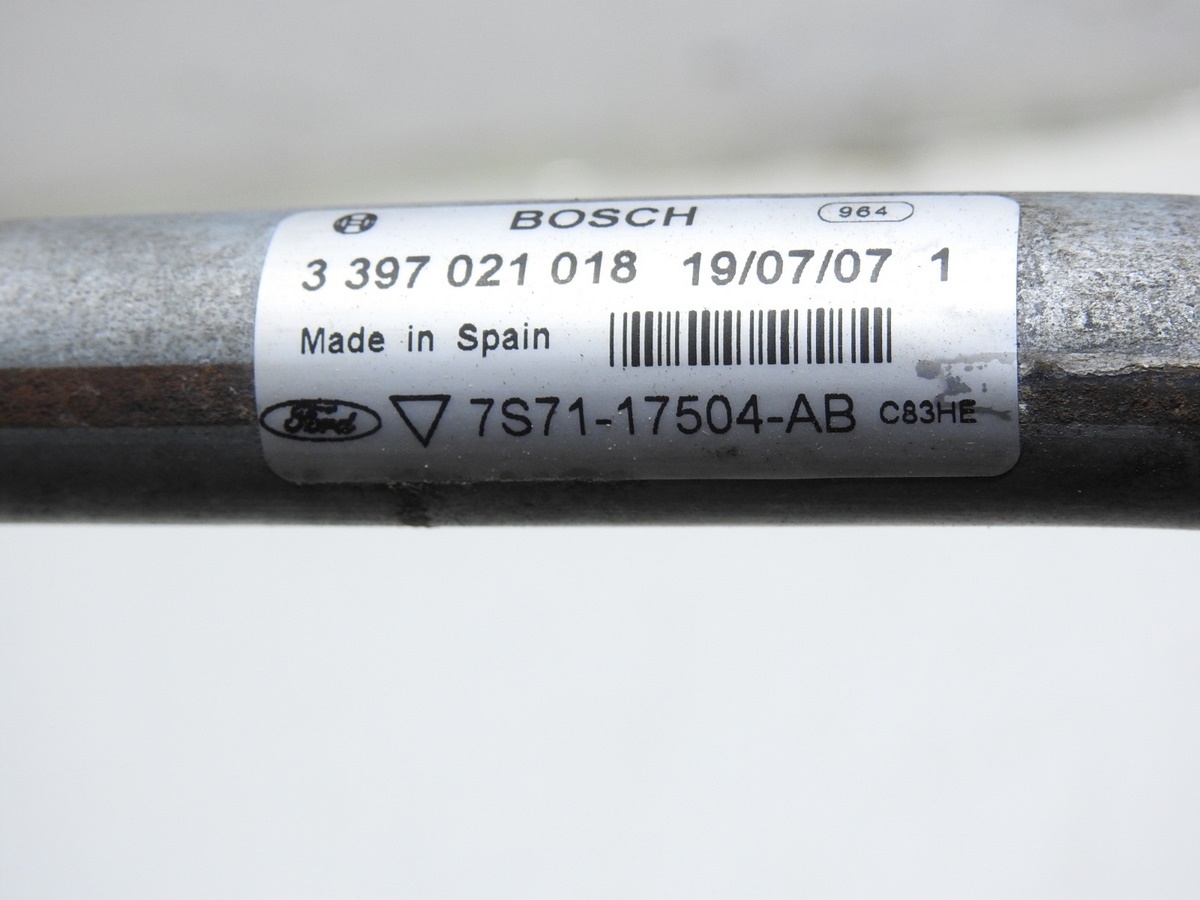 BOSCH 964
3 397 021 018 19/07/07 1
Made in Spain
Ford 7S71-17504-AB C83HE